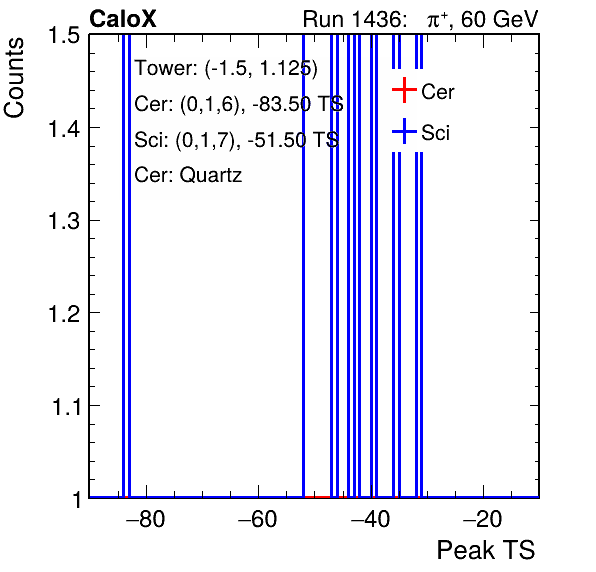 CaloX Run 1436: π⁺, 60 GeV
Counts
1.5
1.4
1.3
1.2
1.1
1
Tower: (-1.5, 1.125)
Cer: (0,1,6), -83.50 TS
Sci: (0,1,7), -51.50 TS
Cer: Quartz
Cer
Sci
−80 −60 −40 −20
Peak TS